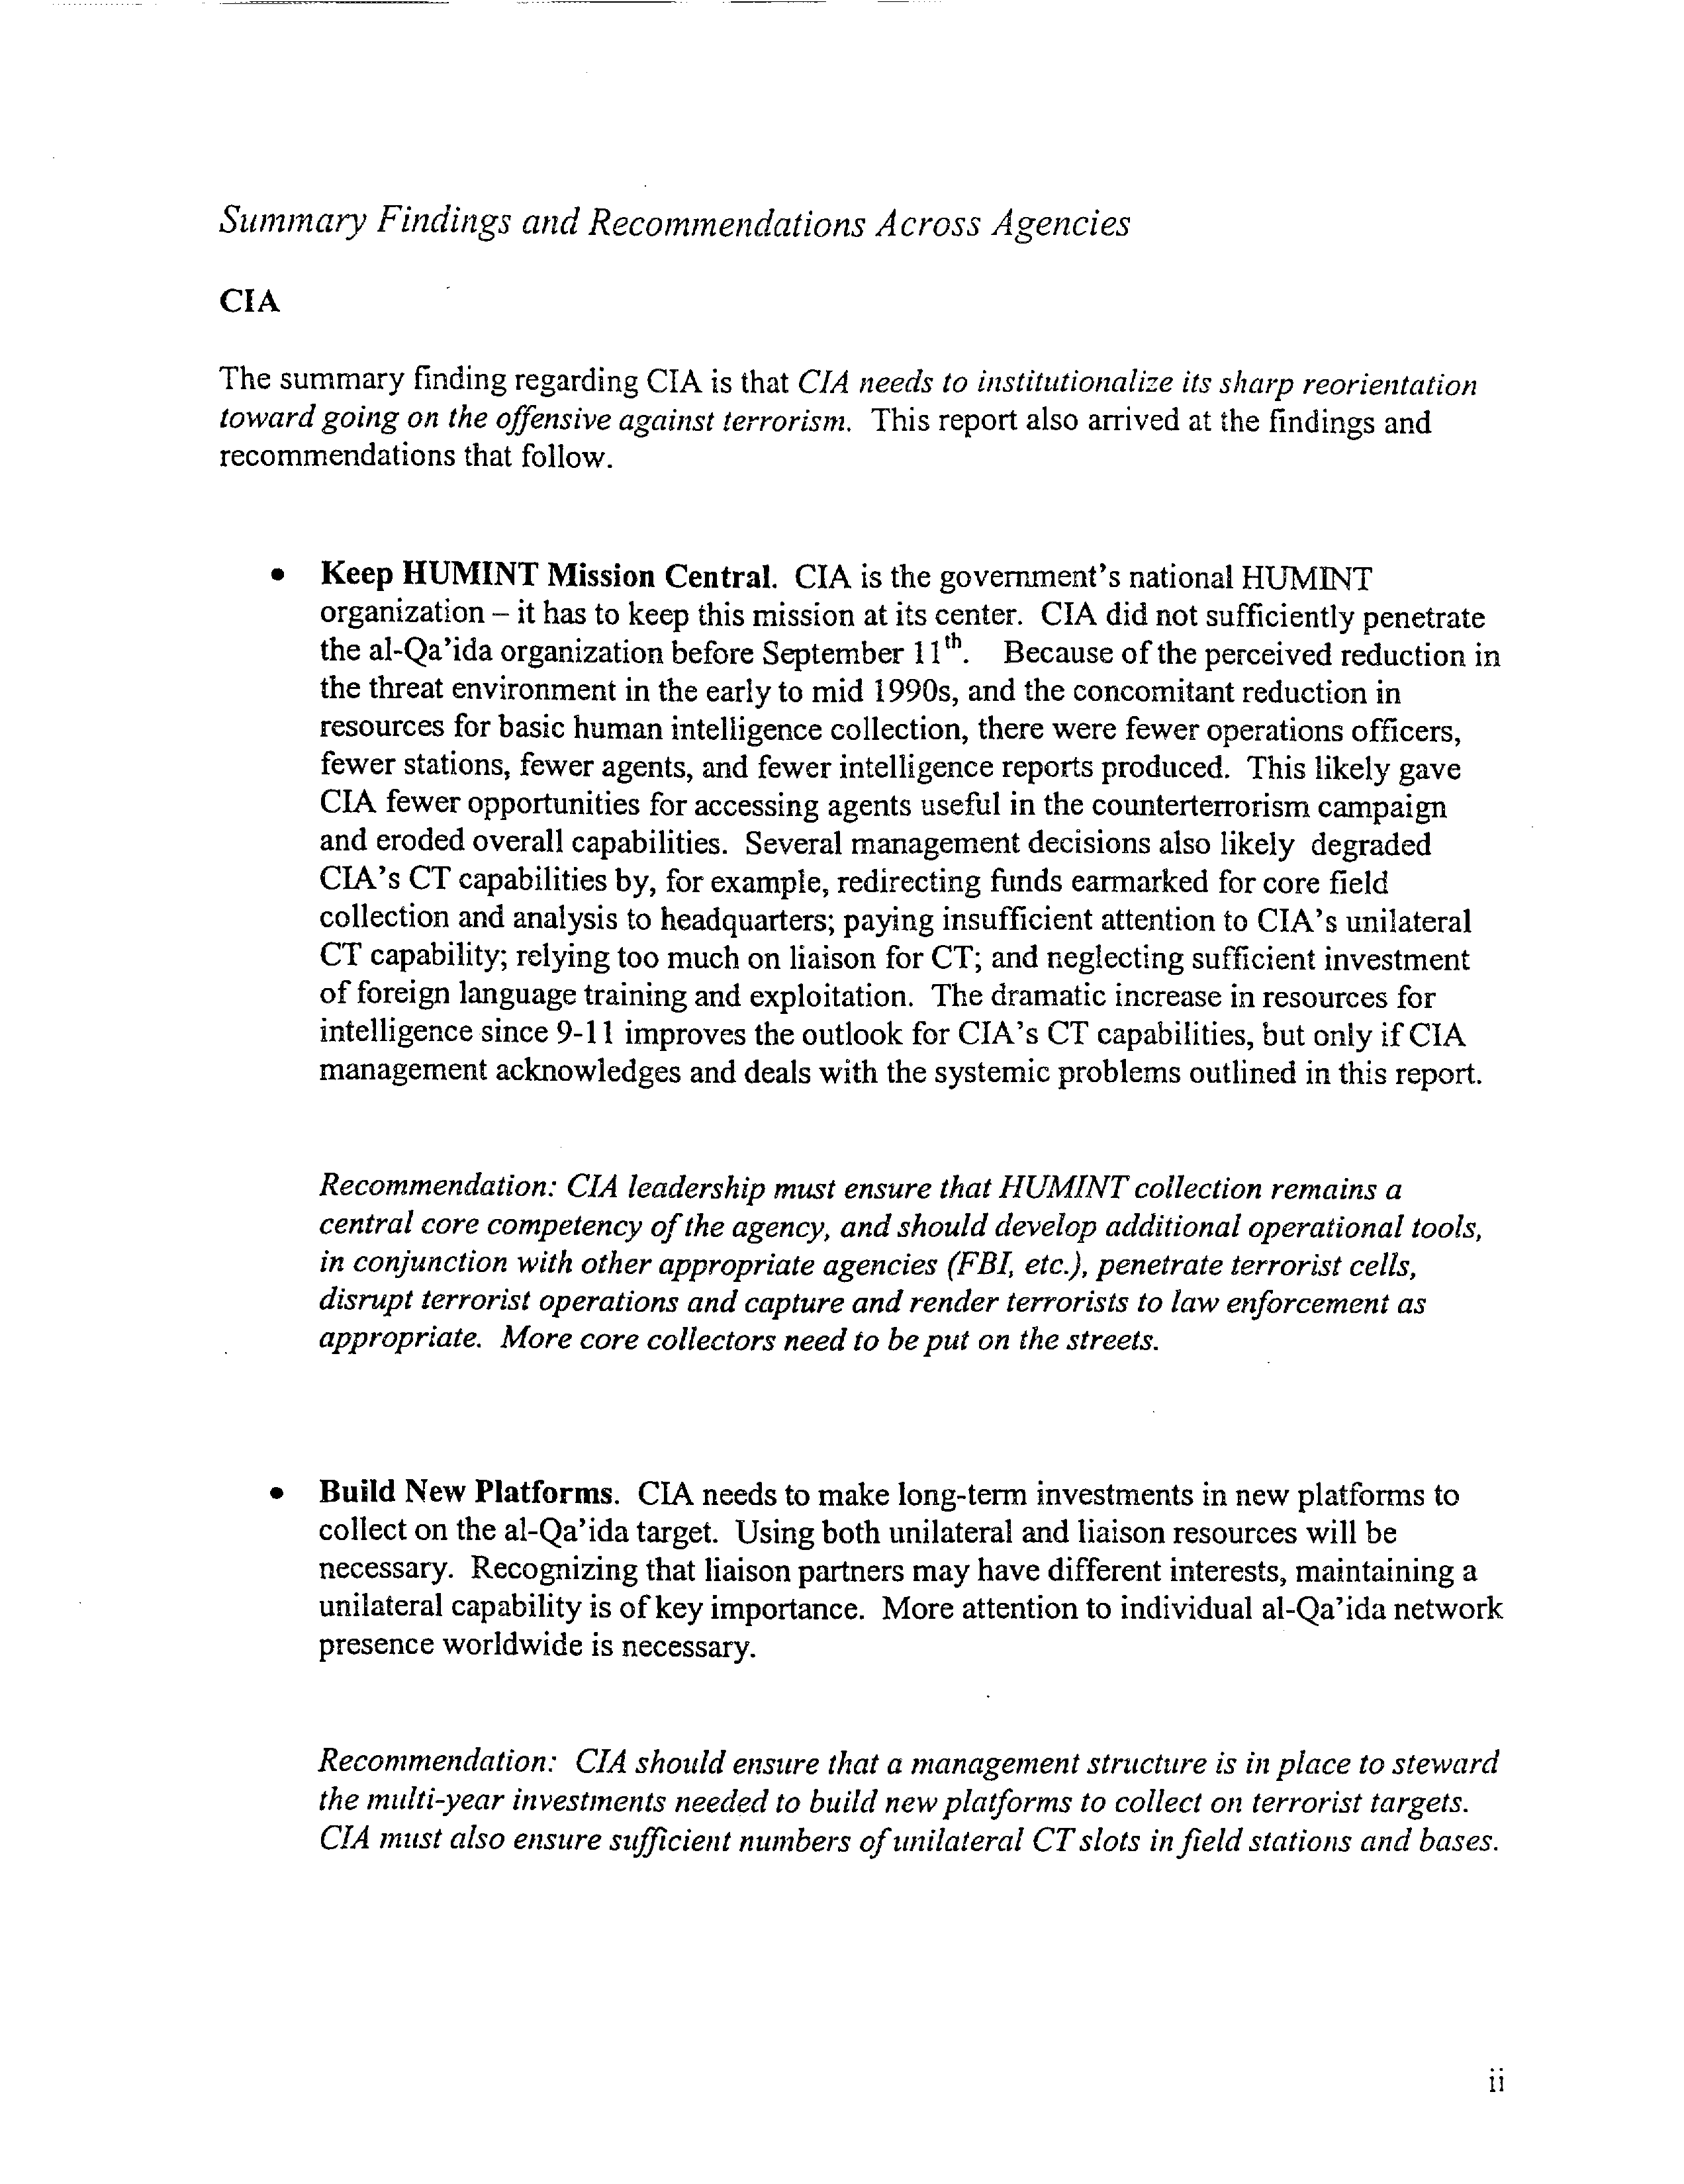 Summary Findings and Recommendations Across Agencies
CIA
The summary finding regarding CIA is that CIA needs to institutionalize its sharp reorientation
toward going on the offensive against terrorism. This report also arrived at the findings and
recommendations that follow.
• Keep HUMINT Mission Central. CIA is the government's national HUMINT
organization – it has to keep this mission at its center. CIA did not sufficiently penetrate
the al-Qa'ida organization before September 11th. Because of the perceived reduction in
the threat environment in the early to mid 1990s, and the concomitant reduction in
resources for basic human intelligence collection, there were fewer operations officers,
fewer stations, fewer agents, and fewer intelligence reports produced. This likely gave
CIA fewer opportunities for accessing agents useful in the counterterrorism campaign
and eroded overall capabilities. Several management decisions also likely degraded
CIA's CT capabilities by, for example, redirecting funds earmarked for core field
collection and analysis to headquarters; paying insufficient attention to CIA's unilateral
CT capability; relying too much on liaison for CT; and neglecting sufficient investment
of foreign language training and exploitation. The dramatic increase in resources for
intelligence since 9-11 improves the outlook for CIA's CT capabilities, but only if CIA
management acknowledges and deals with the systemic problems outlined in this report.
Recommendation: CIA leadership must ensure that HUMINT collection remains a
central core competency of the agency, and should develop additional operational tools,
in conjunction with other appropriate agencies (FBI, etc.), penetrate terrorist cells,
disrupt terrorist operations and capture and render terrorists to law enforcement as
appropriate. More core collectors need to be put on the streets.
• Build New Platforms. CIA needs to make long-term investments in new platforms to
collect on the al-Qa'ida target. Using both unilateral and liaison resources will be
necessary. Recognizing that liaison partners may have different interests, maintaining a
unilateral capability is of key importance. More attention to individual al-Qa'ida network
presence worldwide is necessary.
Recommendation: CIA should ensure that a management structure is in place to steward
the multi-year investments needed to build new platforms to collect on terrorist targets.
CIA must also ensure sufficient numbers of unilateral CT slots in field stations and bases.
ii